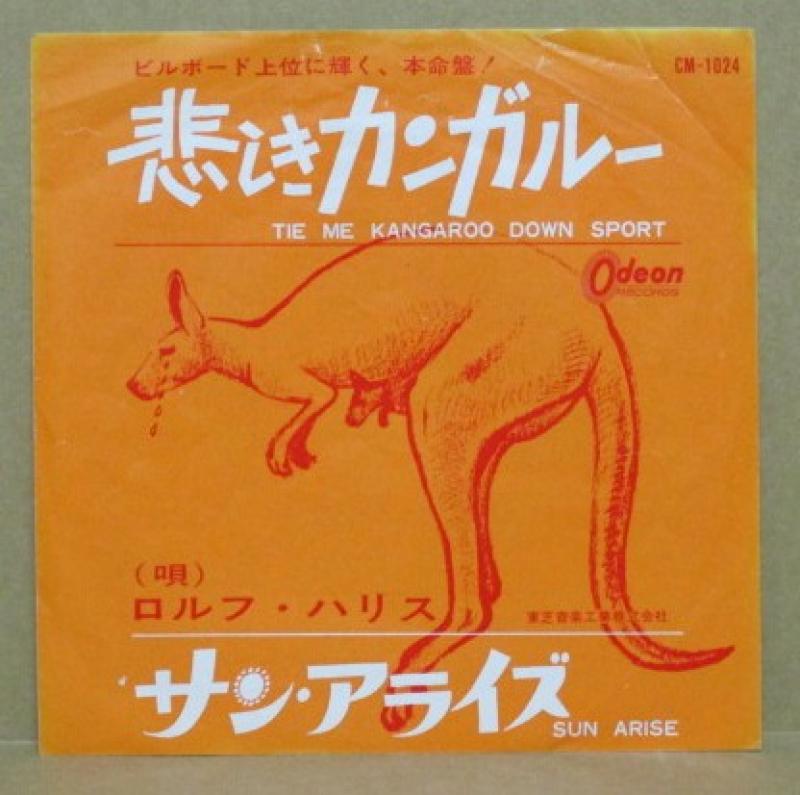 ビルボード上位に輝く、本命盤！
CM-1024
悲しきカンガルー
TIE ME KANGAROO DOWN SPORT
Odeon
RECORDS
(唄)
ロルフ・ハリス
東芝音楽工業株式会社
サン・アライズ
SUN ARISE